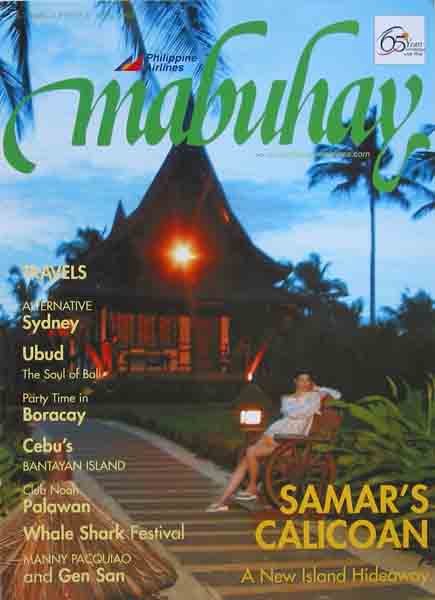 65 Years
Philippine
Airlines
mabuhay
TRAVELS
ALTERNATIVE
Sydney
Ubud
The Soul of Bali
Party Time in
Boracay
Cebu's
BANTAYAN ISLAND
Club Noah
Palawan
Whale Shark Festival
MANNY PACQUIAO
and Gen San
SAMAR'S
CALICOAN
A New Island Hideaway